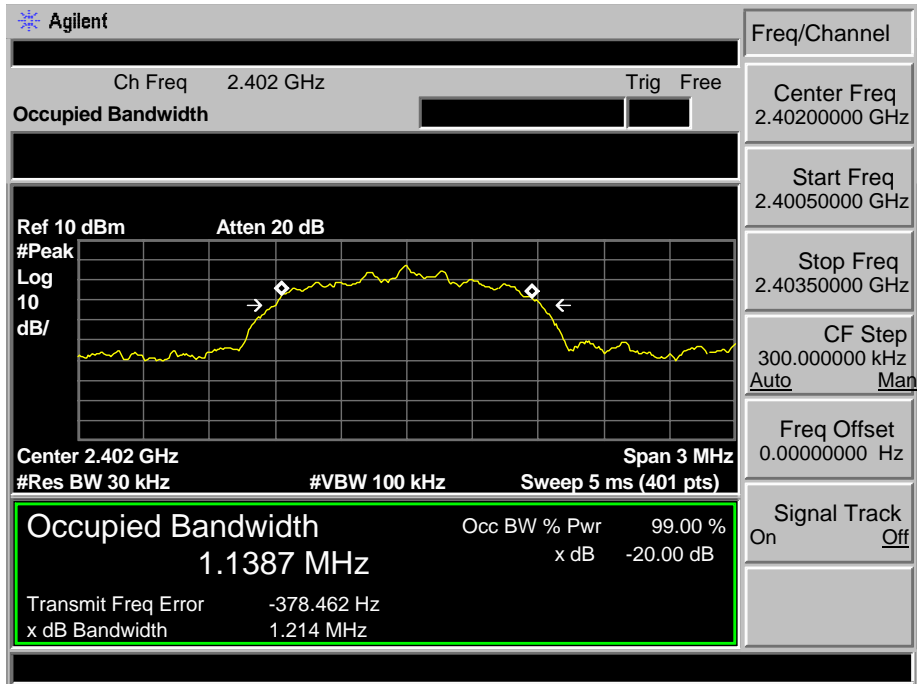 Agilent
Ch Freq 2.402 GHz Trig Free
Occupied Bandwidth
Ref 10 dBm Atten 20 dB
#Peak
Log
10
dB/
Center 2.402 GHz Span 3 MHz
#Res BW 30 kHz #VBW 100 kHz Sweep 5 ms (401 pts)
Occupied Bandwidth Occ BW % Pwr 99.00 %
1.1387 MHz x dB -20.00 dB
Transmit Freq Error -378.462 Hz
x dB Bandwidth 1.214 MHz
Freq/Channel
Center Freq
2.40200000 GHz
Start Freq
2.40050000 GHz
Stop Freq
2.40350000 GHz
CF Step
300.000000 kHz
Auto Man
Freq Offset
0.00000000 Hz
Signal Track
On Off